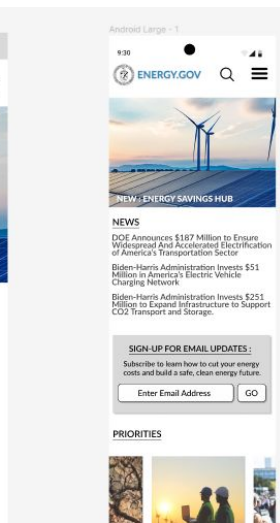 Android Large - 1
9:30
ENERGY.GOV
NEW : ENERGY SAVINGS HUB
NEWS
DOE Announces $187 Million to Ensure
Widespread And Accelerated Electrification
of America's Transportation Sector
Biden-Harris Administration Invests $51
Million in America's Electric Vehicle
Charging Network
Biden-Harris Administration Invests $251
Million to Expand Infrastructure to Support
CO2 Transport and Storage.
SIGN-UP FOR EMAIL UPDATES :
Subscribe to learn how to cut your energy
costs and build a safe, clean energy future.
Enter Email Address GO
PRIORITIES